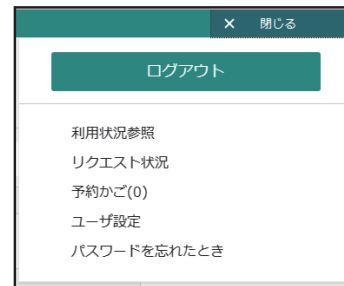 × 閉じる
ログアウト
利用状況参照
リクエスト状況
予約かご(0)
ユーザ設定
パスワードを忘れたとき